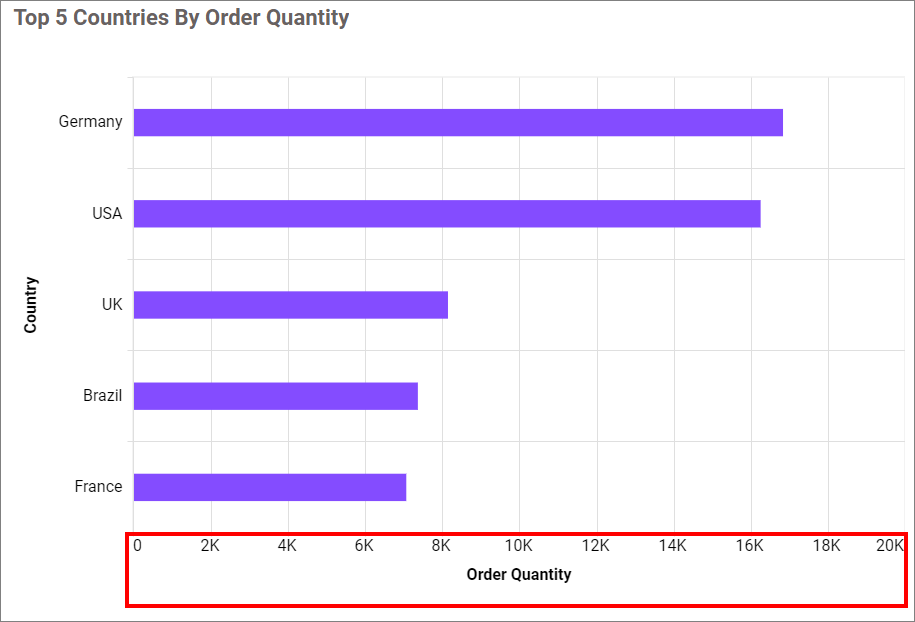 Top 5 Countries By Order Quantity
Germany
USA
UK
Brazil
France
Country
0 2K 4K 6K 8K 10K 12K 14K 16K 18K 20K
Order Quantity